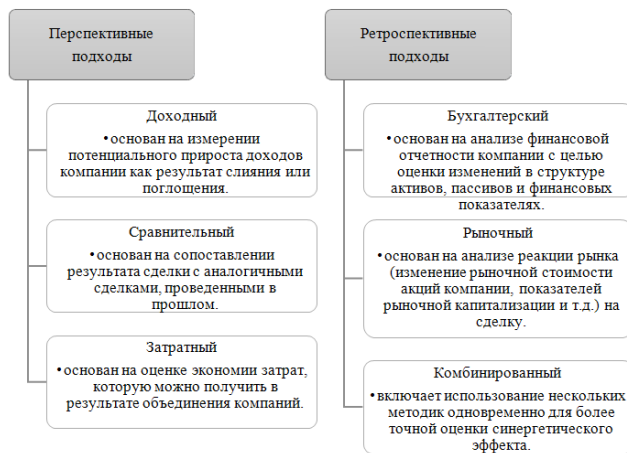 Перспективные
подходы
Доходный
•основан на измерении
потенциального прироста доходов
компании как результат слияния или
поглощения.
Сравнительный
•основан на сопоставлении
результата сделки с аналогичными
сделками, проведенными в
прошлом.
Затратный
•основан на оценке экономии затрат,
которую можно получить в
результате объединения компаний.
Ретроспективные
подходы
Бухгалтерский
•основан на анализе финансовой
отчетности компании с целью
оценки изменений в структуре
активов, пассивов и финансовых
показателях.
Рыночный
•основан на анализе реакции рынка
(изменение рыночной стоимости
акций компании, показателей
рыночной капитализации и т.д.) на
сделку.
Комбинированный
•включает использование нескольких
методик одновременно для более
точной оценки синергетического
эффекта.